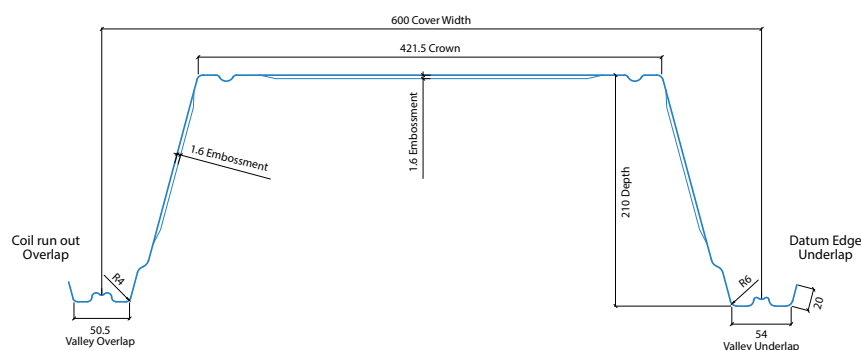 600 Cover Width
421.5 Crown
1.6 Embossment
1.6 Embossment
210 Depth
Coil run out
Overlap
Datum Edge
Underlap
R4
R6
20
50.5
Valley Overlap
54
Valley Underlap